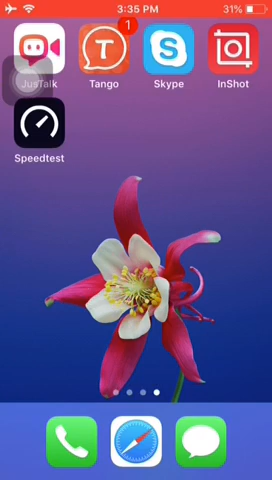 3:35 PM
31%
1
JusTalk
Tango
Skype
InShot
Speedtest